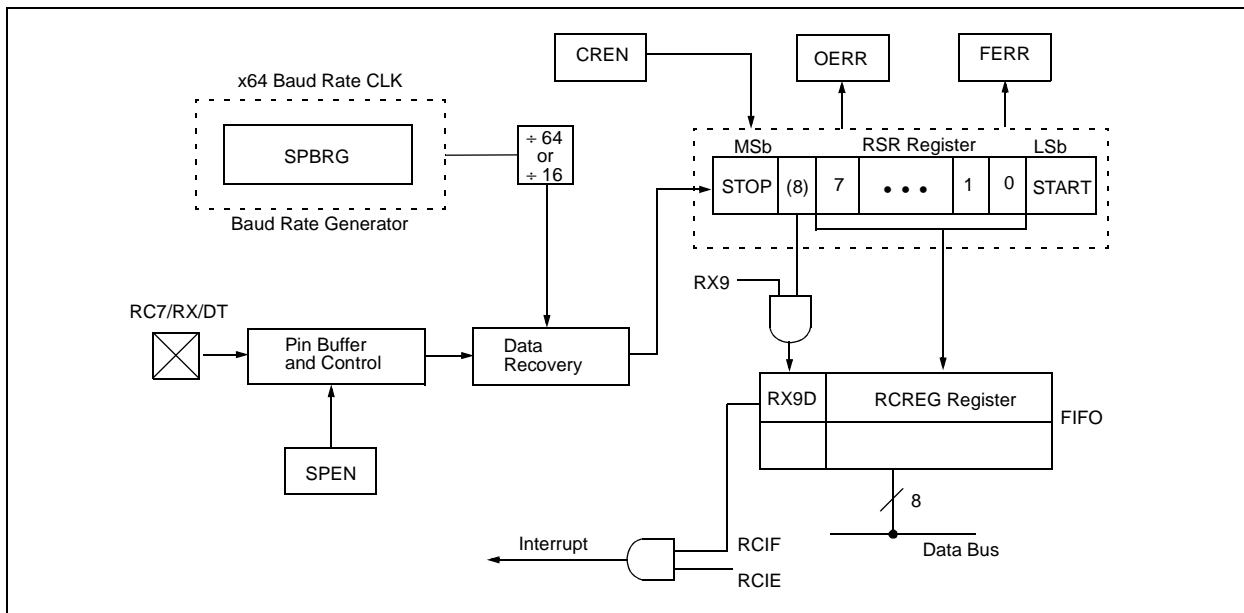 CREN
OERR
FERR
x64 Baud Rate CLK
SPBRG
Baud Rate Generator
÷ 64
or
÷ 16
MSb
RSR Register
LSb
STOP
(8)
7
• • •
1
0
START
RX9
RC7/RX/DT
Pin Buffer
and Control
Data
Recovery
SPEN
RX9D
RCREG Register
FIFO
8
Data Bus
Interrupt
RCIF
RCIE